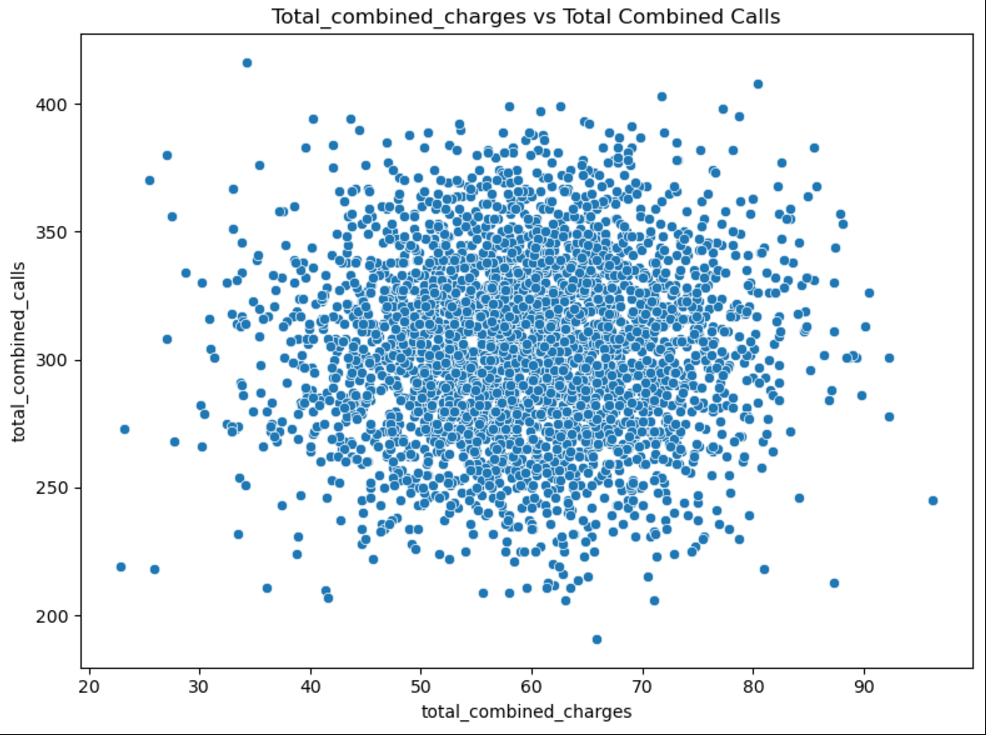 Total_combined_charges vs Total Combined Calls
total_combined_calls
400
350
300
250
200
20 30 40 50 60 70 80 90
total_combined_charges